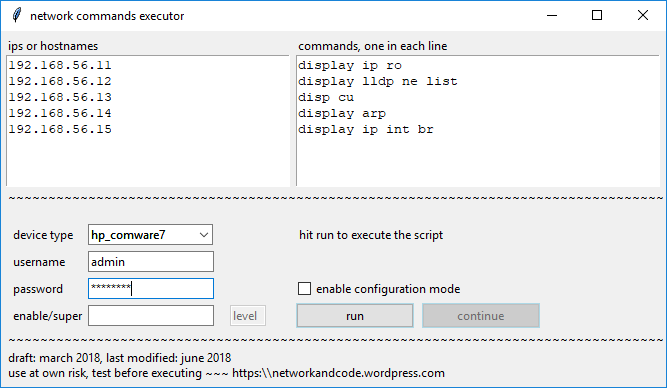 network commands executor
ips or hostnames
commands, one in each line
192.168.56.11
192.168.56.12
192.168.56.13
192.168.56.14
192.168.56.15
display ip ro
display lldp ne list
disp cu
display arp
display ip int br
~~~~~~~~~~~~~~~~~~~~~~~~~~~~~~~~~~~~~~~~~~~~~~~~~~~~~~~~~~~~~~~~~~~~~~~~~~~~~~~~~~
device type
hp_comware7
hit run to execute the script
username
admin
password
********
enable configuration mode
enable/super
level
run
continue
~~~~~~~~~~~~~~~~~~~~~~~~~~~~~~~~~~~~~~~~~~~~~~~~~~~~~~~~~~~~~~~~~~~~~~~~~~~~~~~~~~
draft: march 2018, last modified: june 2018
use at own risk, test before executing ~~~ https:\\networkandcode.wordpress.com